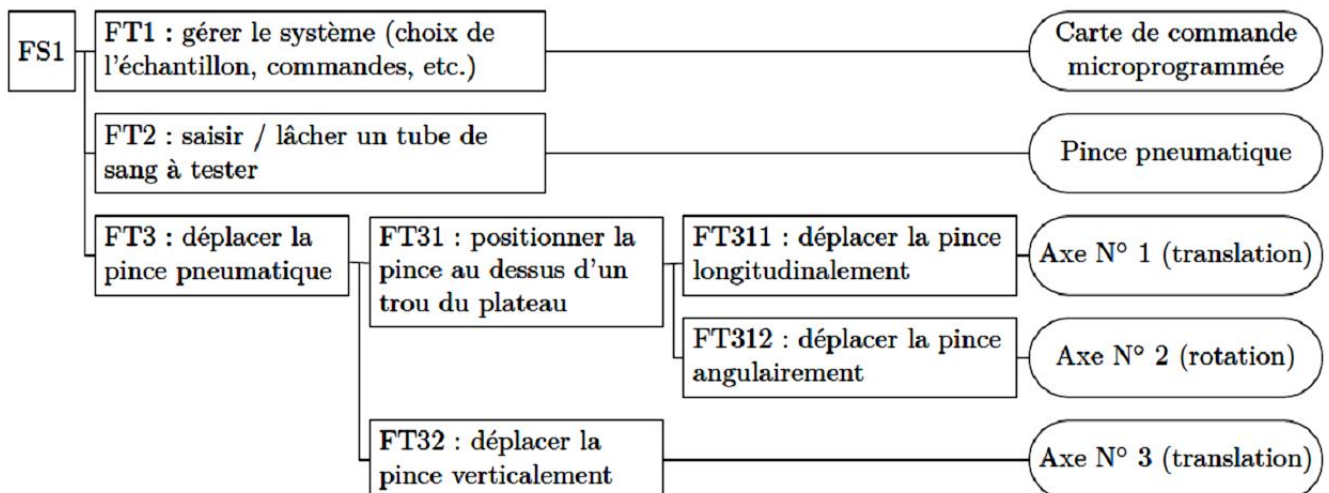 FS1
FT1 : gérer le système (choix de
l'échantillon, commandes, etc.)
Carte de commande
microprogrammée
FT2 : saisir / lâcher un tube de
sang à tester
Pince pneumatique
FT3 : déplacer la
pince pneumatique
FT31 : positionner la
pince au dessus d'un
trou du plateau
FT311 : déplacer la pince
longitudinalement
Axe N° 1 (translation)
FT312 : déplacer la pince
angulairement
Axe N° 2 (rotation)
FT32 : déplacer la
pince verticalement
Axe N° 3 (translation)